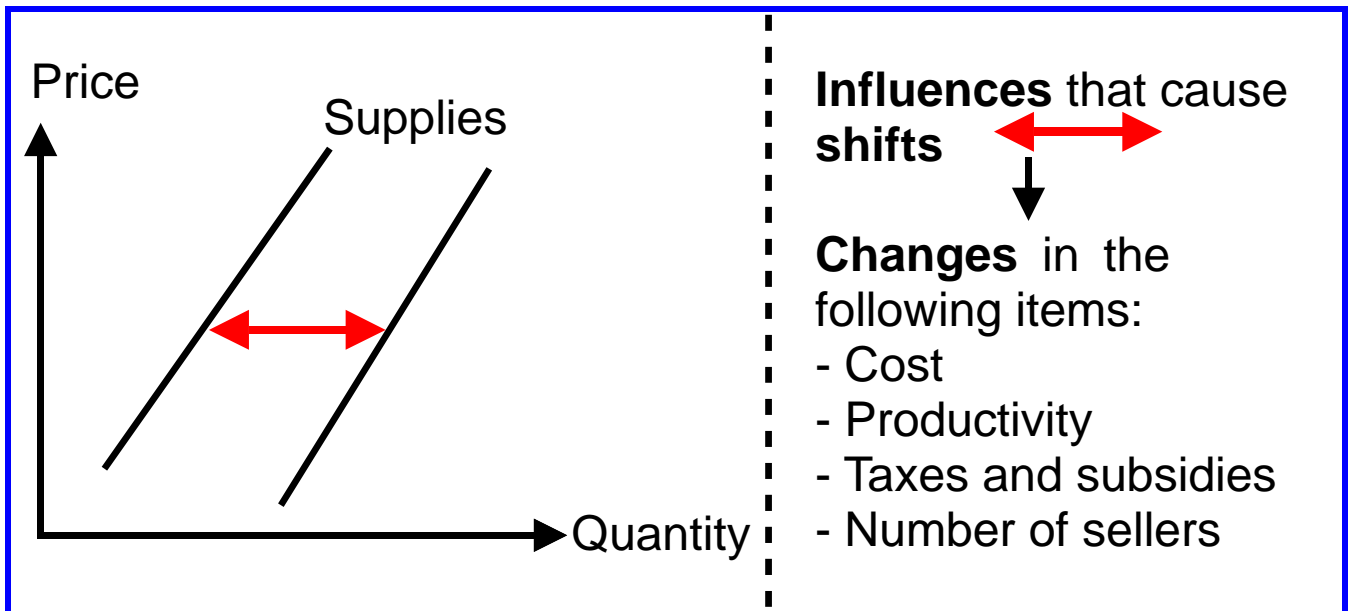 Price
Supplies
Quantity
Influences that cause
shifts
Changes in the
following items:
- Cost
- Productivity
- Taxes and subsidies
- Number of sellers